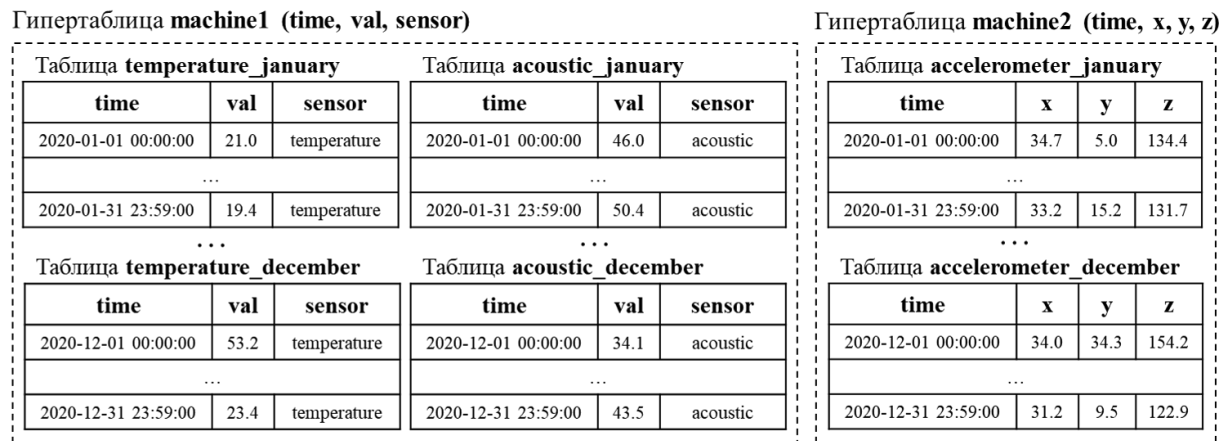 Гипертаблица machine1 (time, val, sensor)
Таблица temperature_january
time val sensor
2020-01-01 00:00:00 21.0 temperature
...
2020-01-31 23:59:00 19.4 temperature
Таблица acoustic_january
time val sensor
2020-01-01 00:00:00 46.0 acoustic
...
2020-01-31 23:59:00 50.4 acoustic
...
...
Таблица temperature_december
time val sensor
2020-12-01 00:00:00 53.2 temperature
...
2020-12-31 23:59:00 23.4 temperature
Таблица acoustic_december
time val sensor
2020-12-01 00:00:00 34.1 acoustic
...
2020-12-31 23:59:00 43.5 acoustic
Гипертаблица machine2 (time, x, y, z)
Таблица accelerometer_january
time x y z
2020-01-01 00:00:00 34.7 5.0 134.4
...
2020-01-31 23:59:00 33.2 15.2 131.7
...
Таблица accelerometer_december
time x y z
2020-12-01 00:00:00 34.0 34.3 154.2
...
2020-12-31 23:59:00 31.2 9.5 122.9